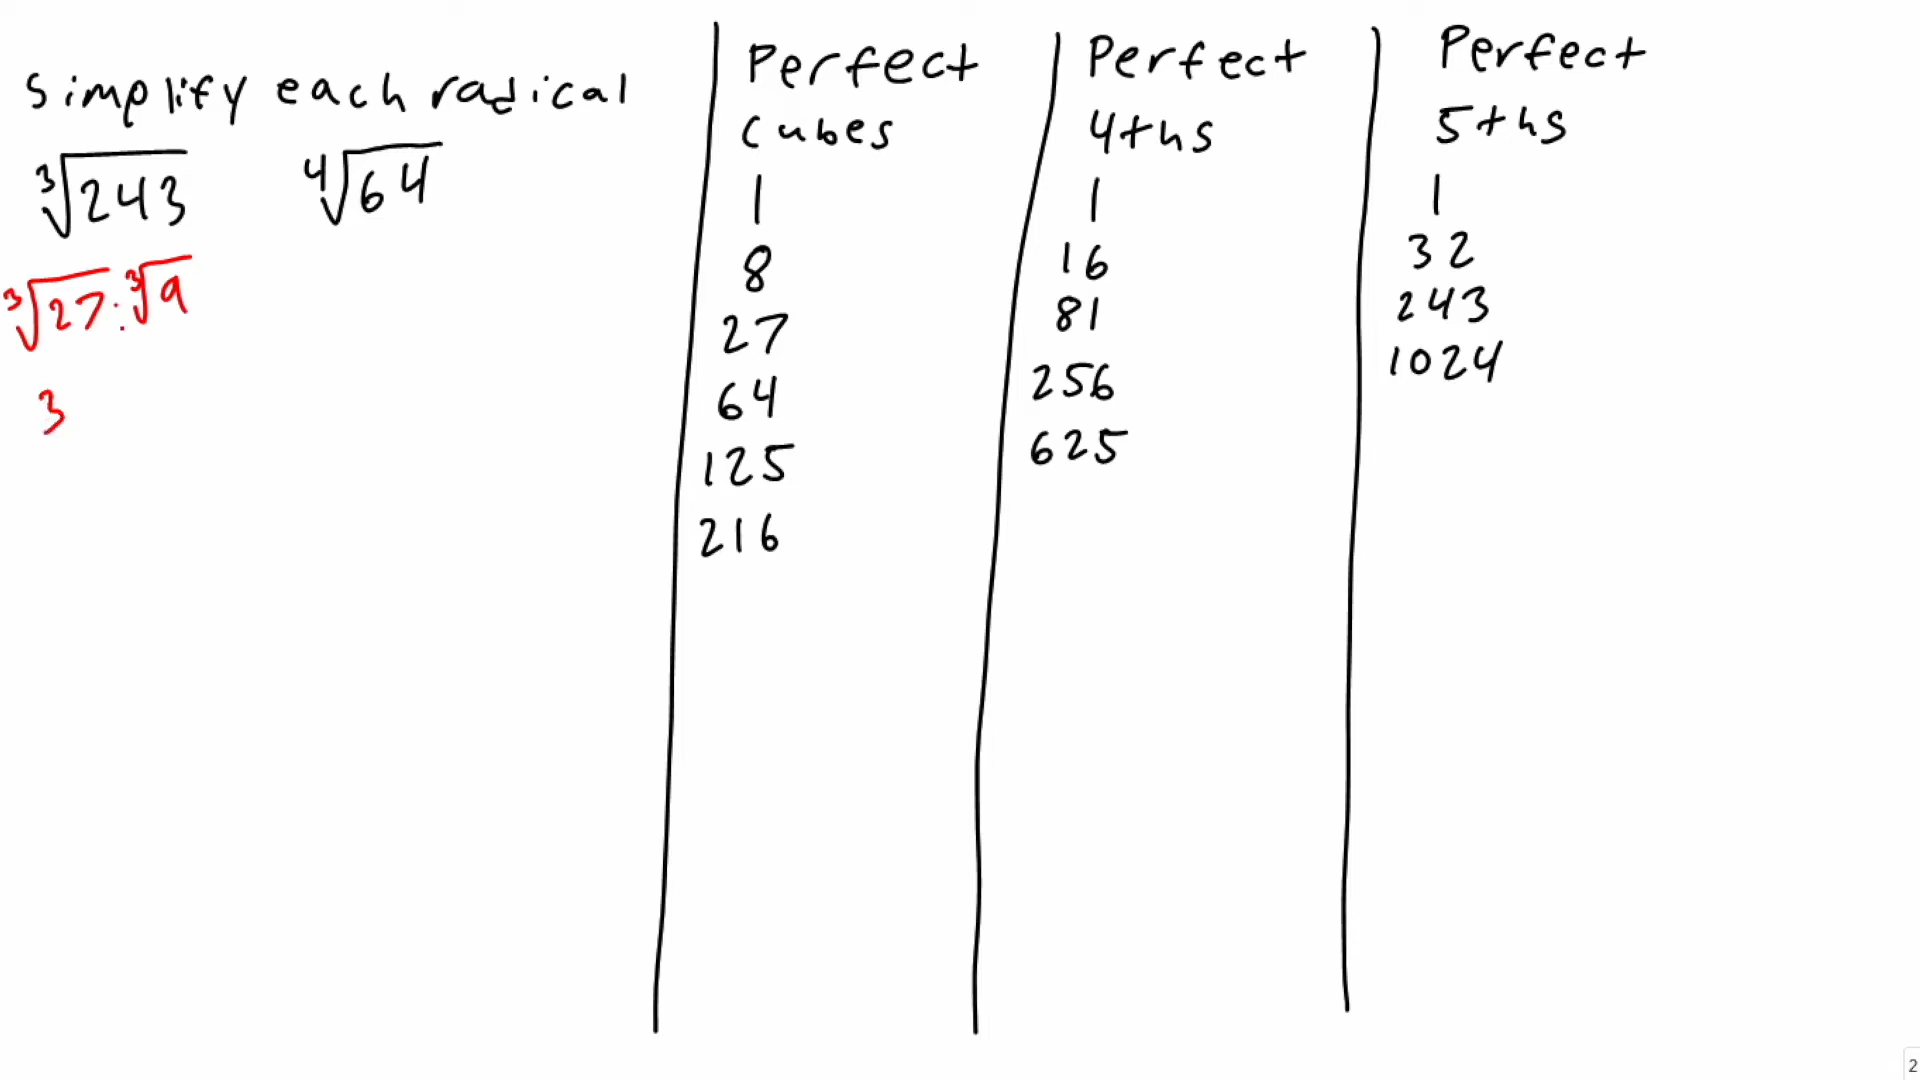 Simplify each radical
∛243 ∜64
∛27 · ∛9
3
Perfect
cubes
1
8
27
64
125
216
Perfect
4ths
1
16
81
256
625
Perfect
5ths
1
32
243
1024
2